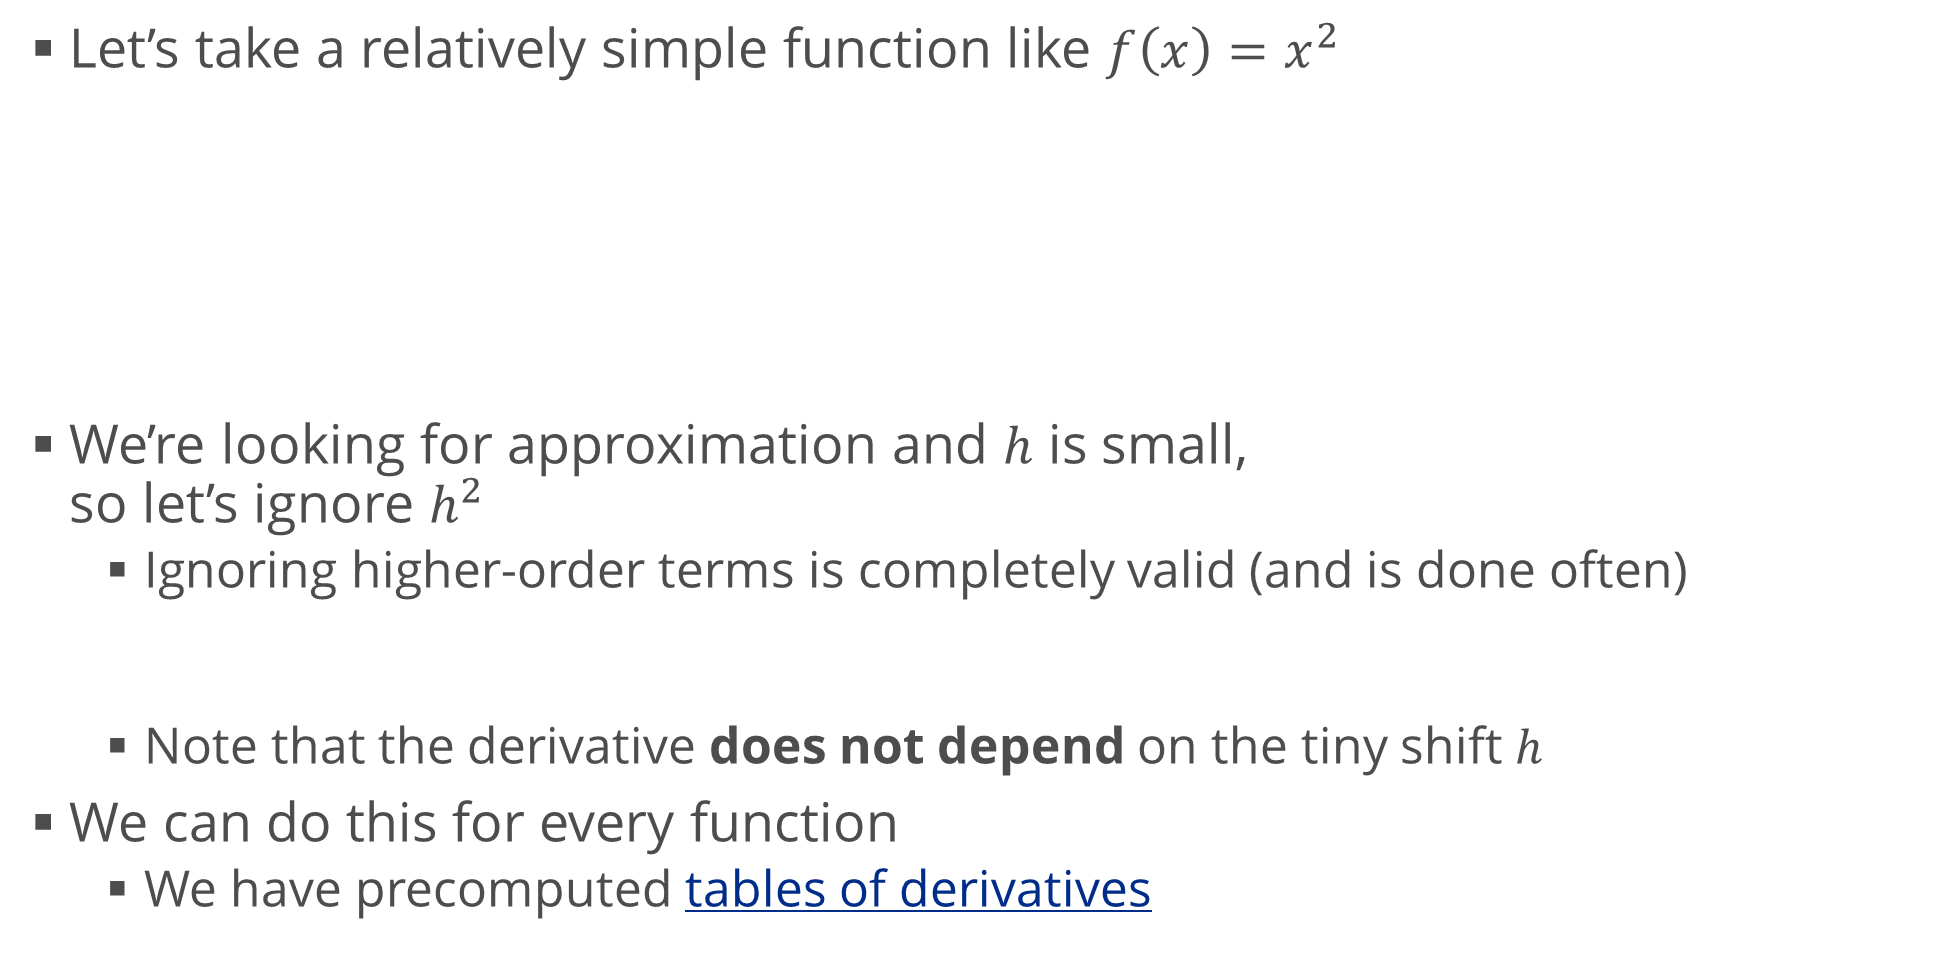 ▪ Let’s take a relatively simple function like f(x) = x²
▪ We’re looking for approximation and h is small,
so let’s ignore h²
▪ Ignoring higher-order terms is completely valid (and is done often)
▪ Note that the derivative does not depend on the tiny shift h
▪ We can do this for every function
▪ We have precomputed tables of derivatives